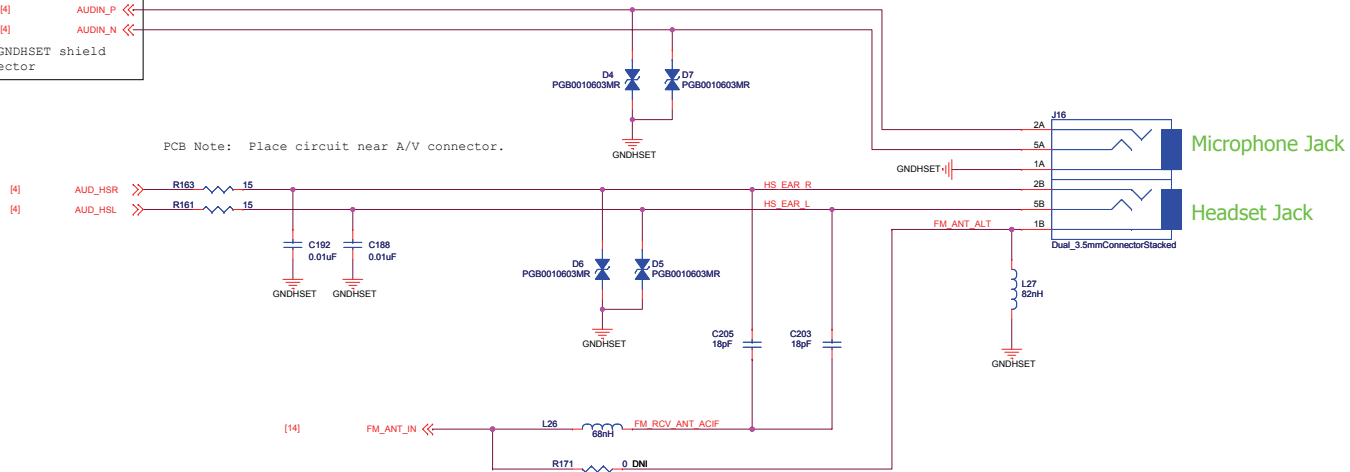 [4] AUDIN_P
[4] AUDIN_N
GNDHSET shield
ector
D4
PGB0010603MR
D7
PGB0010603MR
GNDHSET
J16
2A
5A
1A
2B
5B
1B
GNDHSET
Microphone Jack
Headset Jack
Dual_3.5mmConnectorStacked
PCB Note: Place circuit near A/V connector.
[4] AUD_HSR R163 15 HS_EAR_R
[4] AUD_HSL R161 15 HS_EAR_L
FM_ANT_ALT
C192
0.01uF
C188
0.01uF
GNDHSET GNDHSET
D6
PGB0010603MR
D5
PGB0010603MR
GNDHSET
L27
82nH
GNDHSET
C205
18pF
C203
18pF
[14] FM_ANT_IN L26 68nH FM_RCV_ANT_ACIF
R171 0 DNI